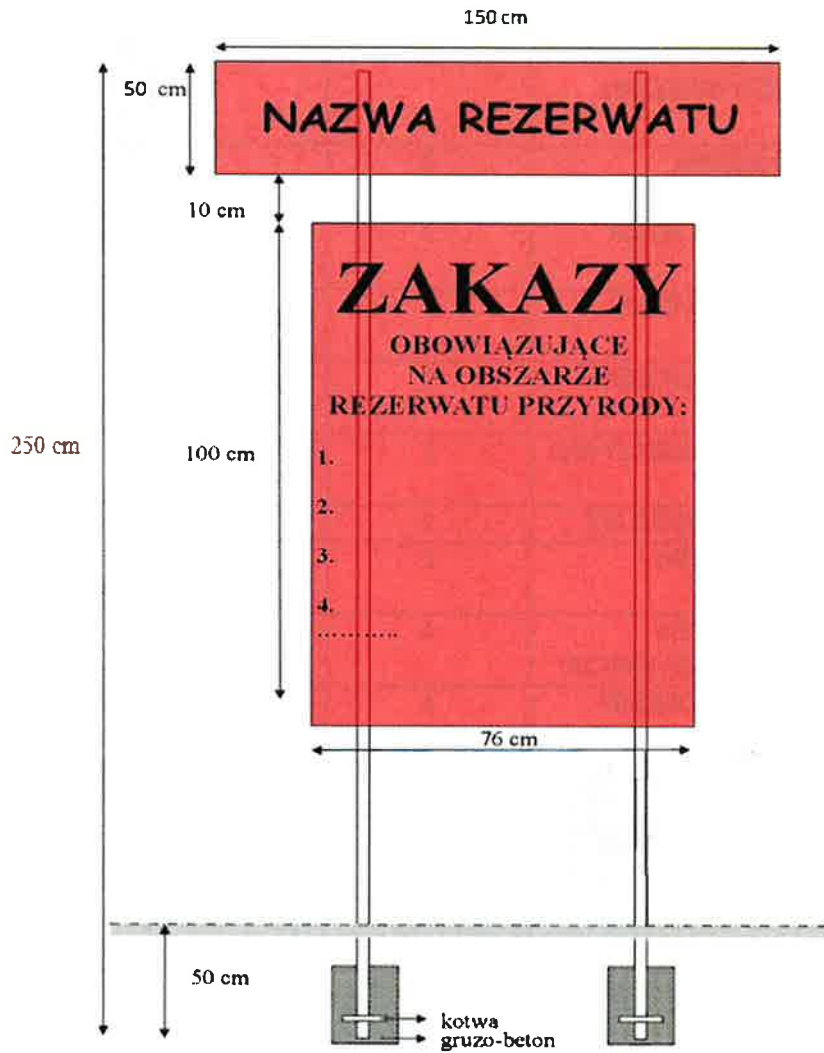 150 cm
50 cm
NAZWA REZERWATU
10 cm
ZAKAZY
OBOWIĄZUJĄCE
NA OBSZARZE
REZERWATU PRZYRODY:
250 cm
100 cm
1.
2.
3.
4.
............
76 cm
50 cm
kotwa
gruzo-beton